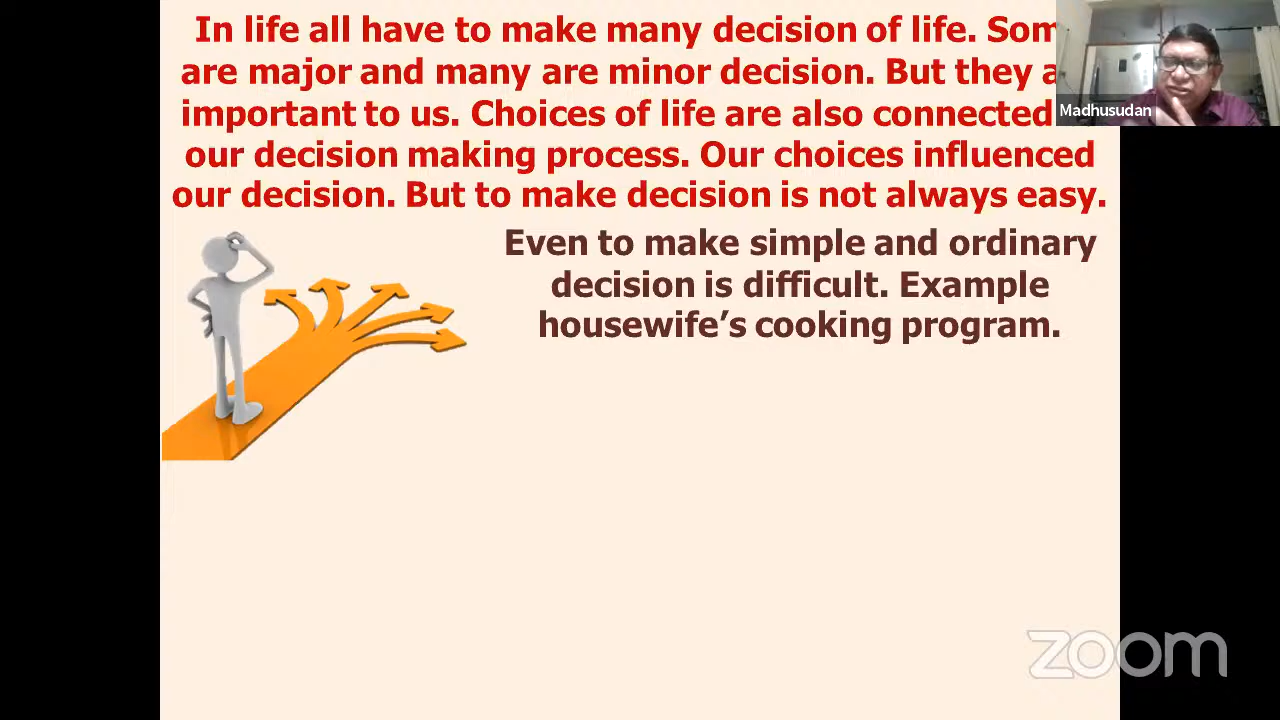 In life all have to make many decision of life. Som
are major and many are minor decision. But they a
important to us. Choices of life are also connected
our decision making process. Our choices influenced
our decision. But to make decision is not always easy.
Even to make simple and ordinary
decision is difficult. Example
housewife’s cooking program.
Madhusudan
zoom